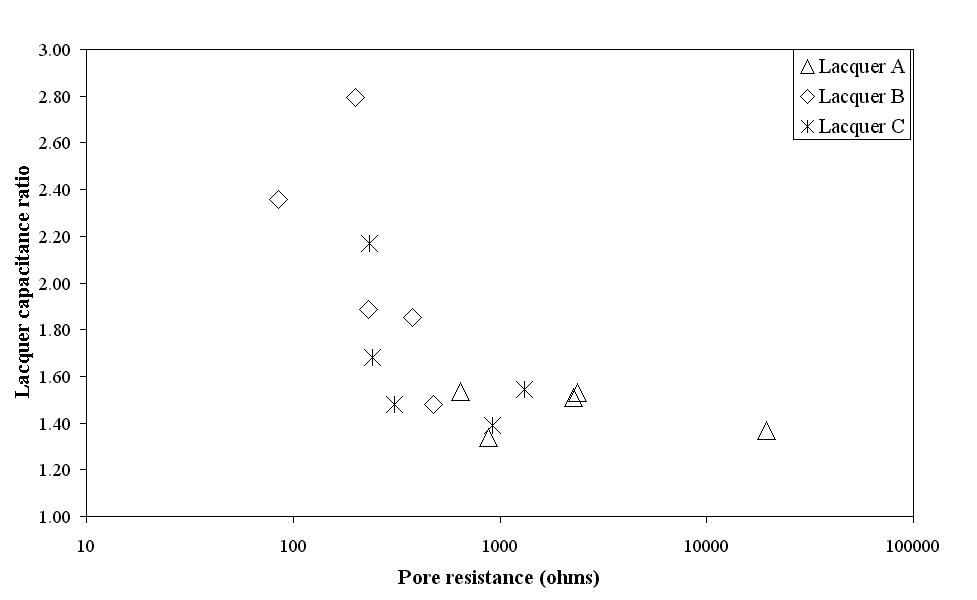 3.00
2.80
2.60
2.40
2.20
2.00
1.80
1.60
1.40
1.20
1.00
Lacquer capacitance ratio
Lacquer A
Lacquer B
Lacquer C
10 100 1000 10000 100000
Pore resistance (ohms)